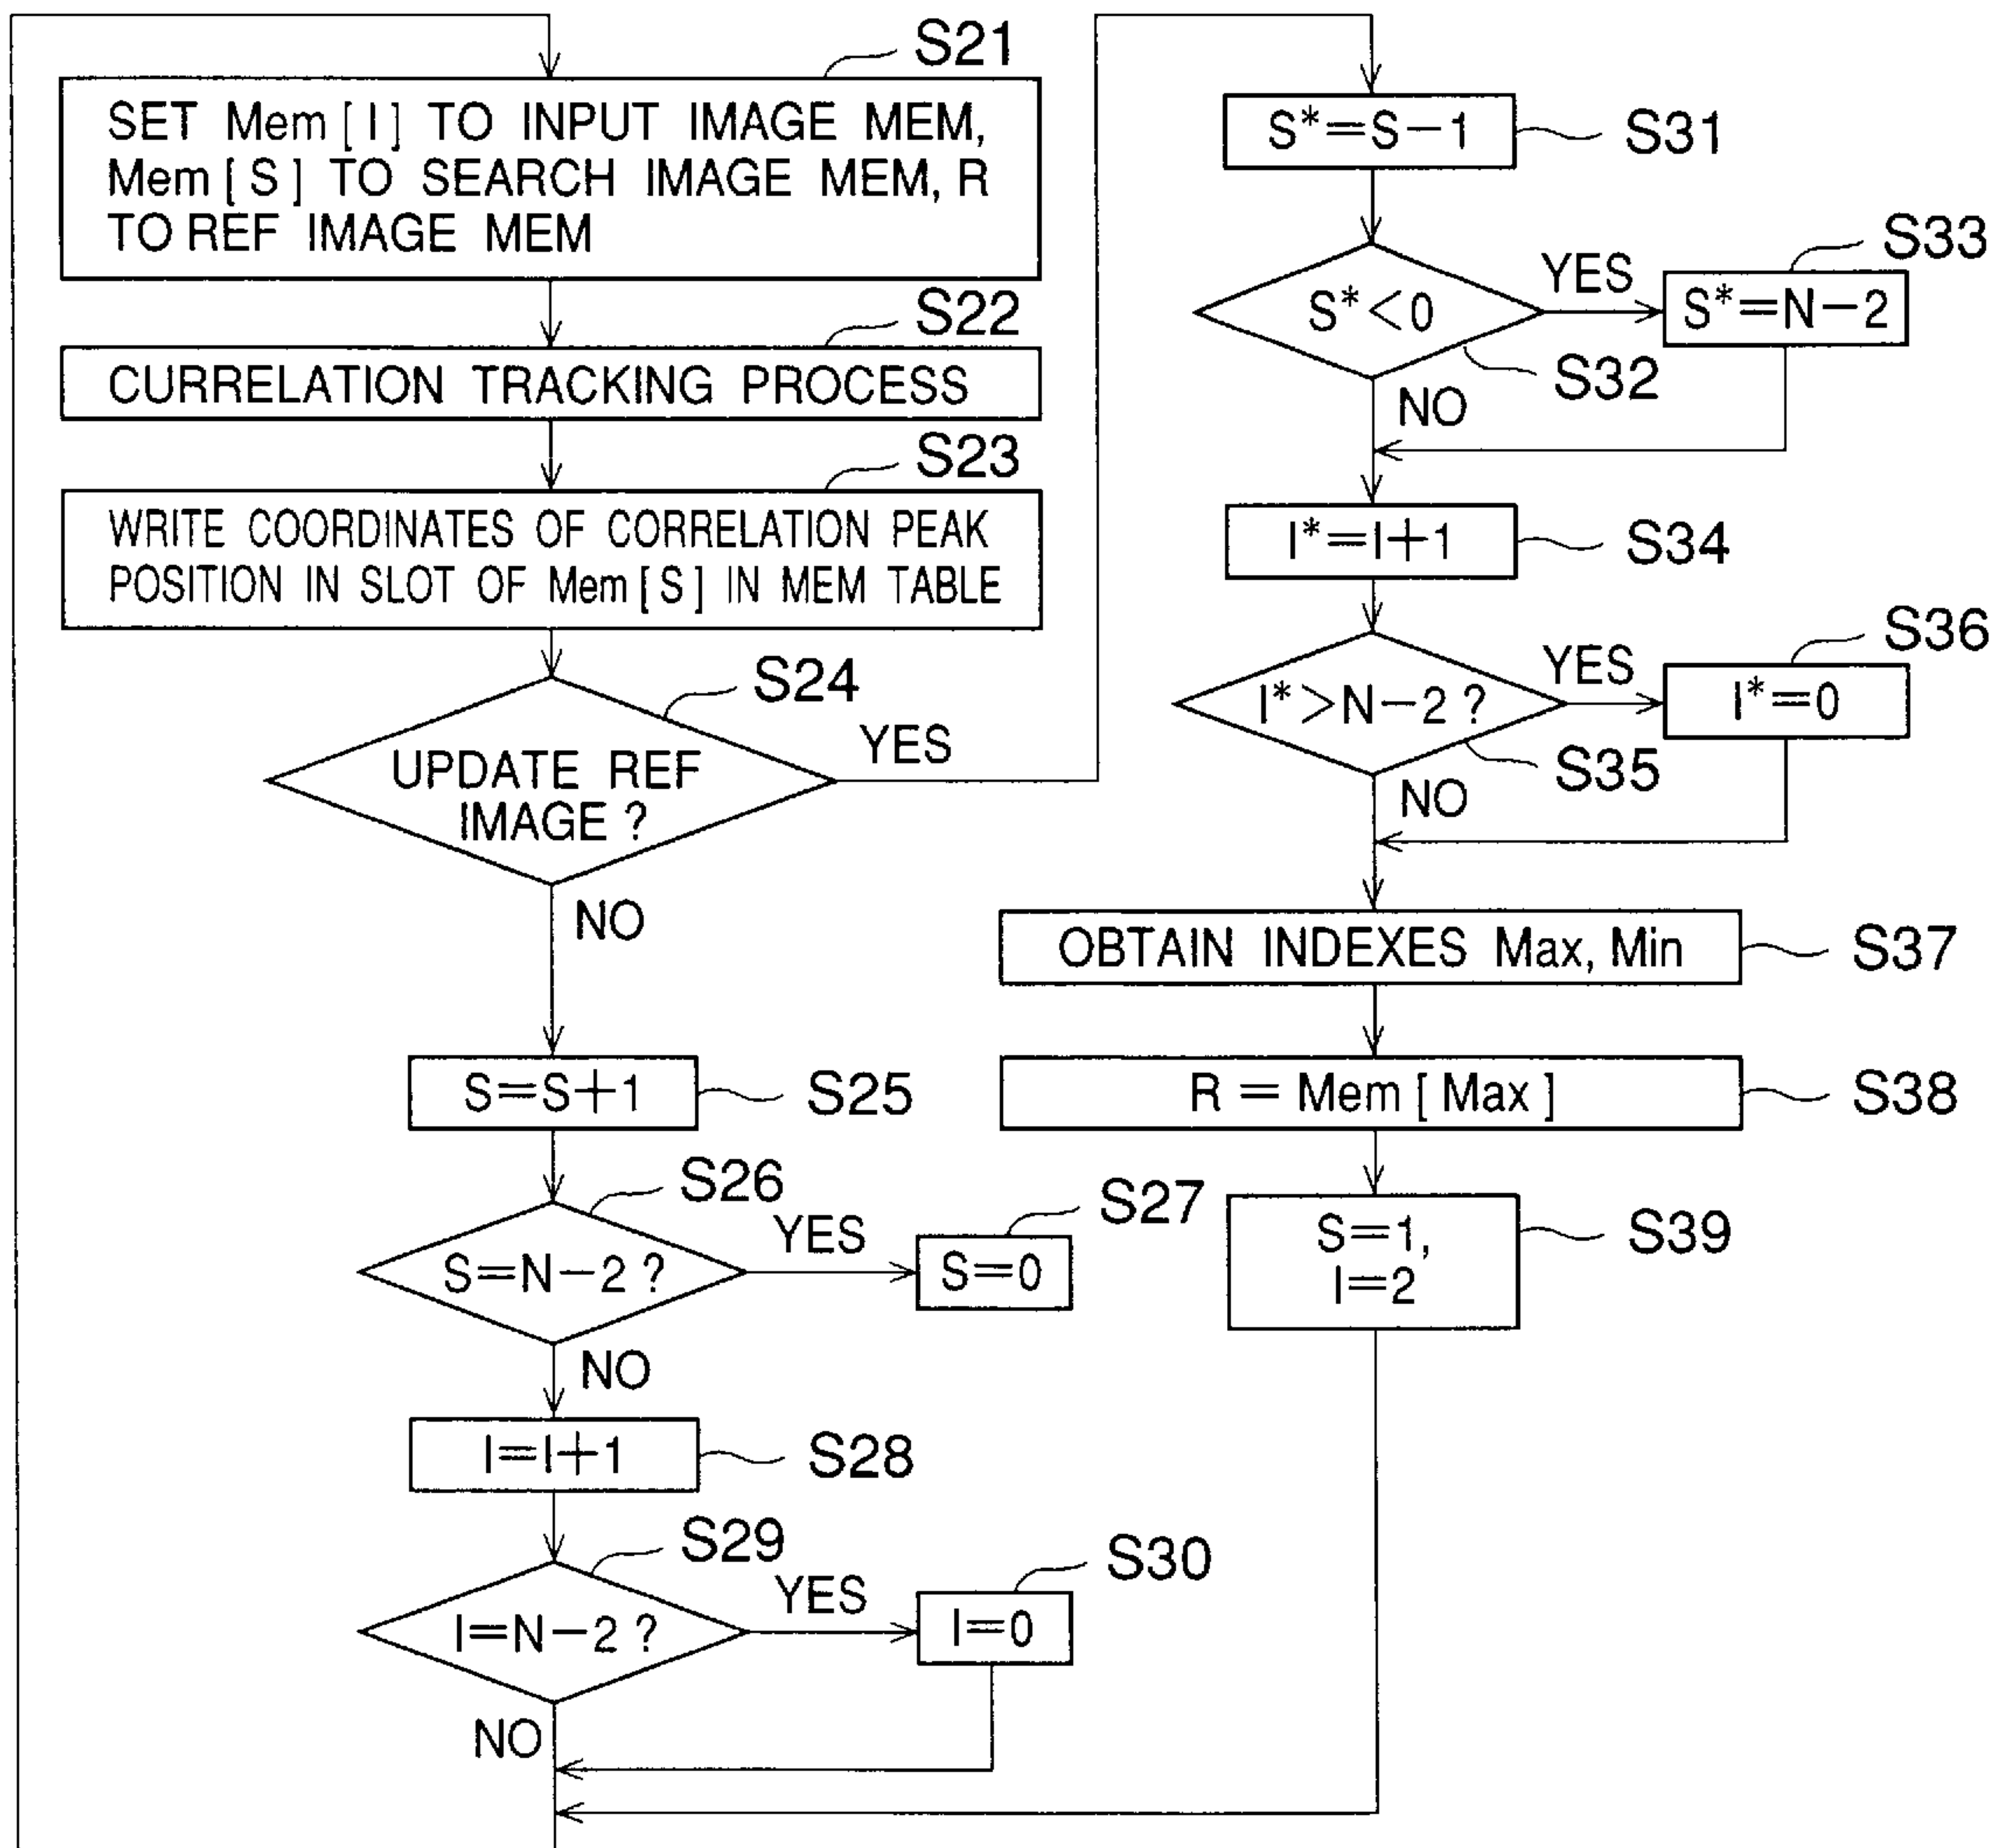 S21
SET Mem [ I ] TO INPUT IMAGE MEM,
Mem [ S ] TO SEARCH IMAGE MEM, R
TO REF IMAGE MEM
S22
CURRELATION TRACKING PROCESS
S23
WRITE COORDINATES OF CORRELATION PEAK
POSITION IN SLOT OF Mem [ S ] IN MEM TABLE
S24
UPDATE REF
IMAGE ?
YES
NO
S=S+1
S25
S26
S=N-2 ?
YES
S27
S=0
NO
I=I+1
S28
S29
I=N-2 ?
YES
S30
I=0
NO
S*=S-1
S31
S*<0
YES
S33
S*=N-2
S32
NO
I*=I+1
S34
I*>N-2 ?
YES
S36
I*=0
S35
NO
OBTAIN INDEXES Max, Min
S37
R = Mem [ Max ]
S38
S=1,
I=2
S39